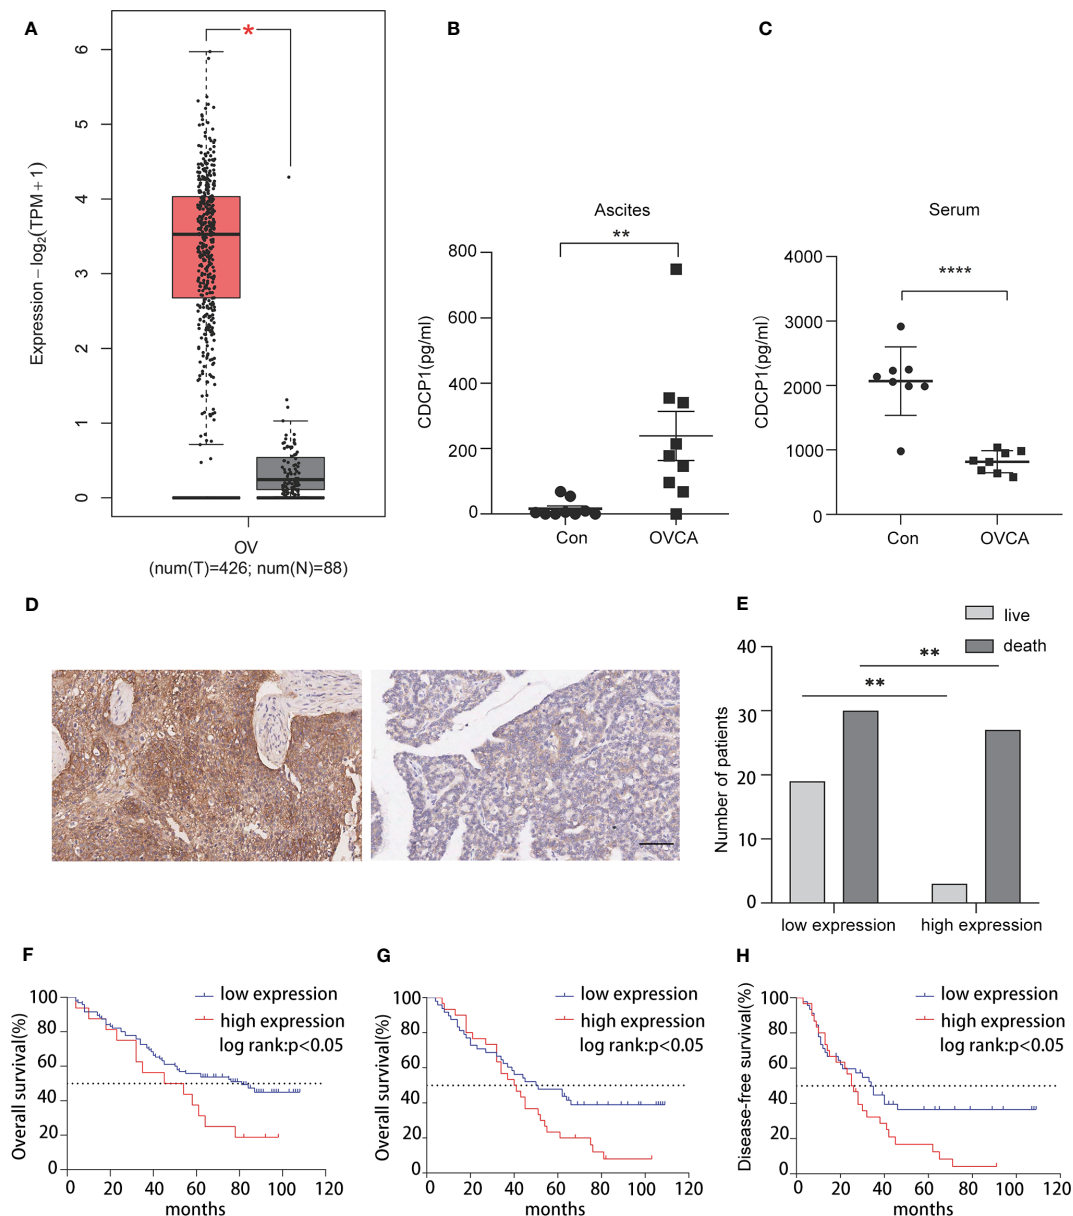 A
*
6
5
4
3
2
1
0
Expression − log2(TPM + 1)
OV
(num(T)=426; num(N)=88)
B
Ascites
**
800
600
400
200
0
CDCP1(pg/ml)
Con
OVCA
C
Serum
****
4000
3000
2000
1000
0
CDCP1(pg/ml)
Con
OVCA
D
E
live
death
**
**
40
30
20
10
0
Number of patients
low expression
high expression
F
low expression
high expression
log rank:p<0.05
100
80
60
40
20
0
Overall survival(%)
0 20 40 60 80 100 120
months
G
low expression
high expression
log rank:p<0.05
100
80
60
40
20
0
Overall survival(%)
0 20 40 60 80 100 120
months
H
low expression
high expression
log rank:p<0.05
100
80
60
40
20
0
Disease-free survival(%)
0 20 40 60 80 100 120
months